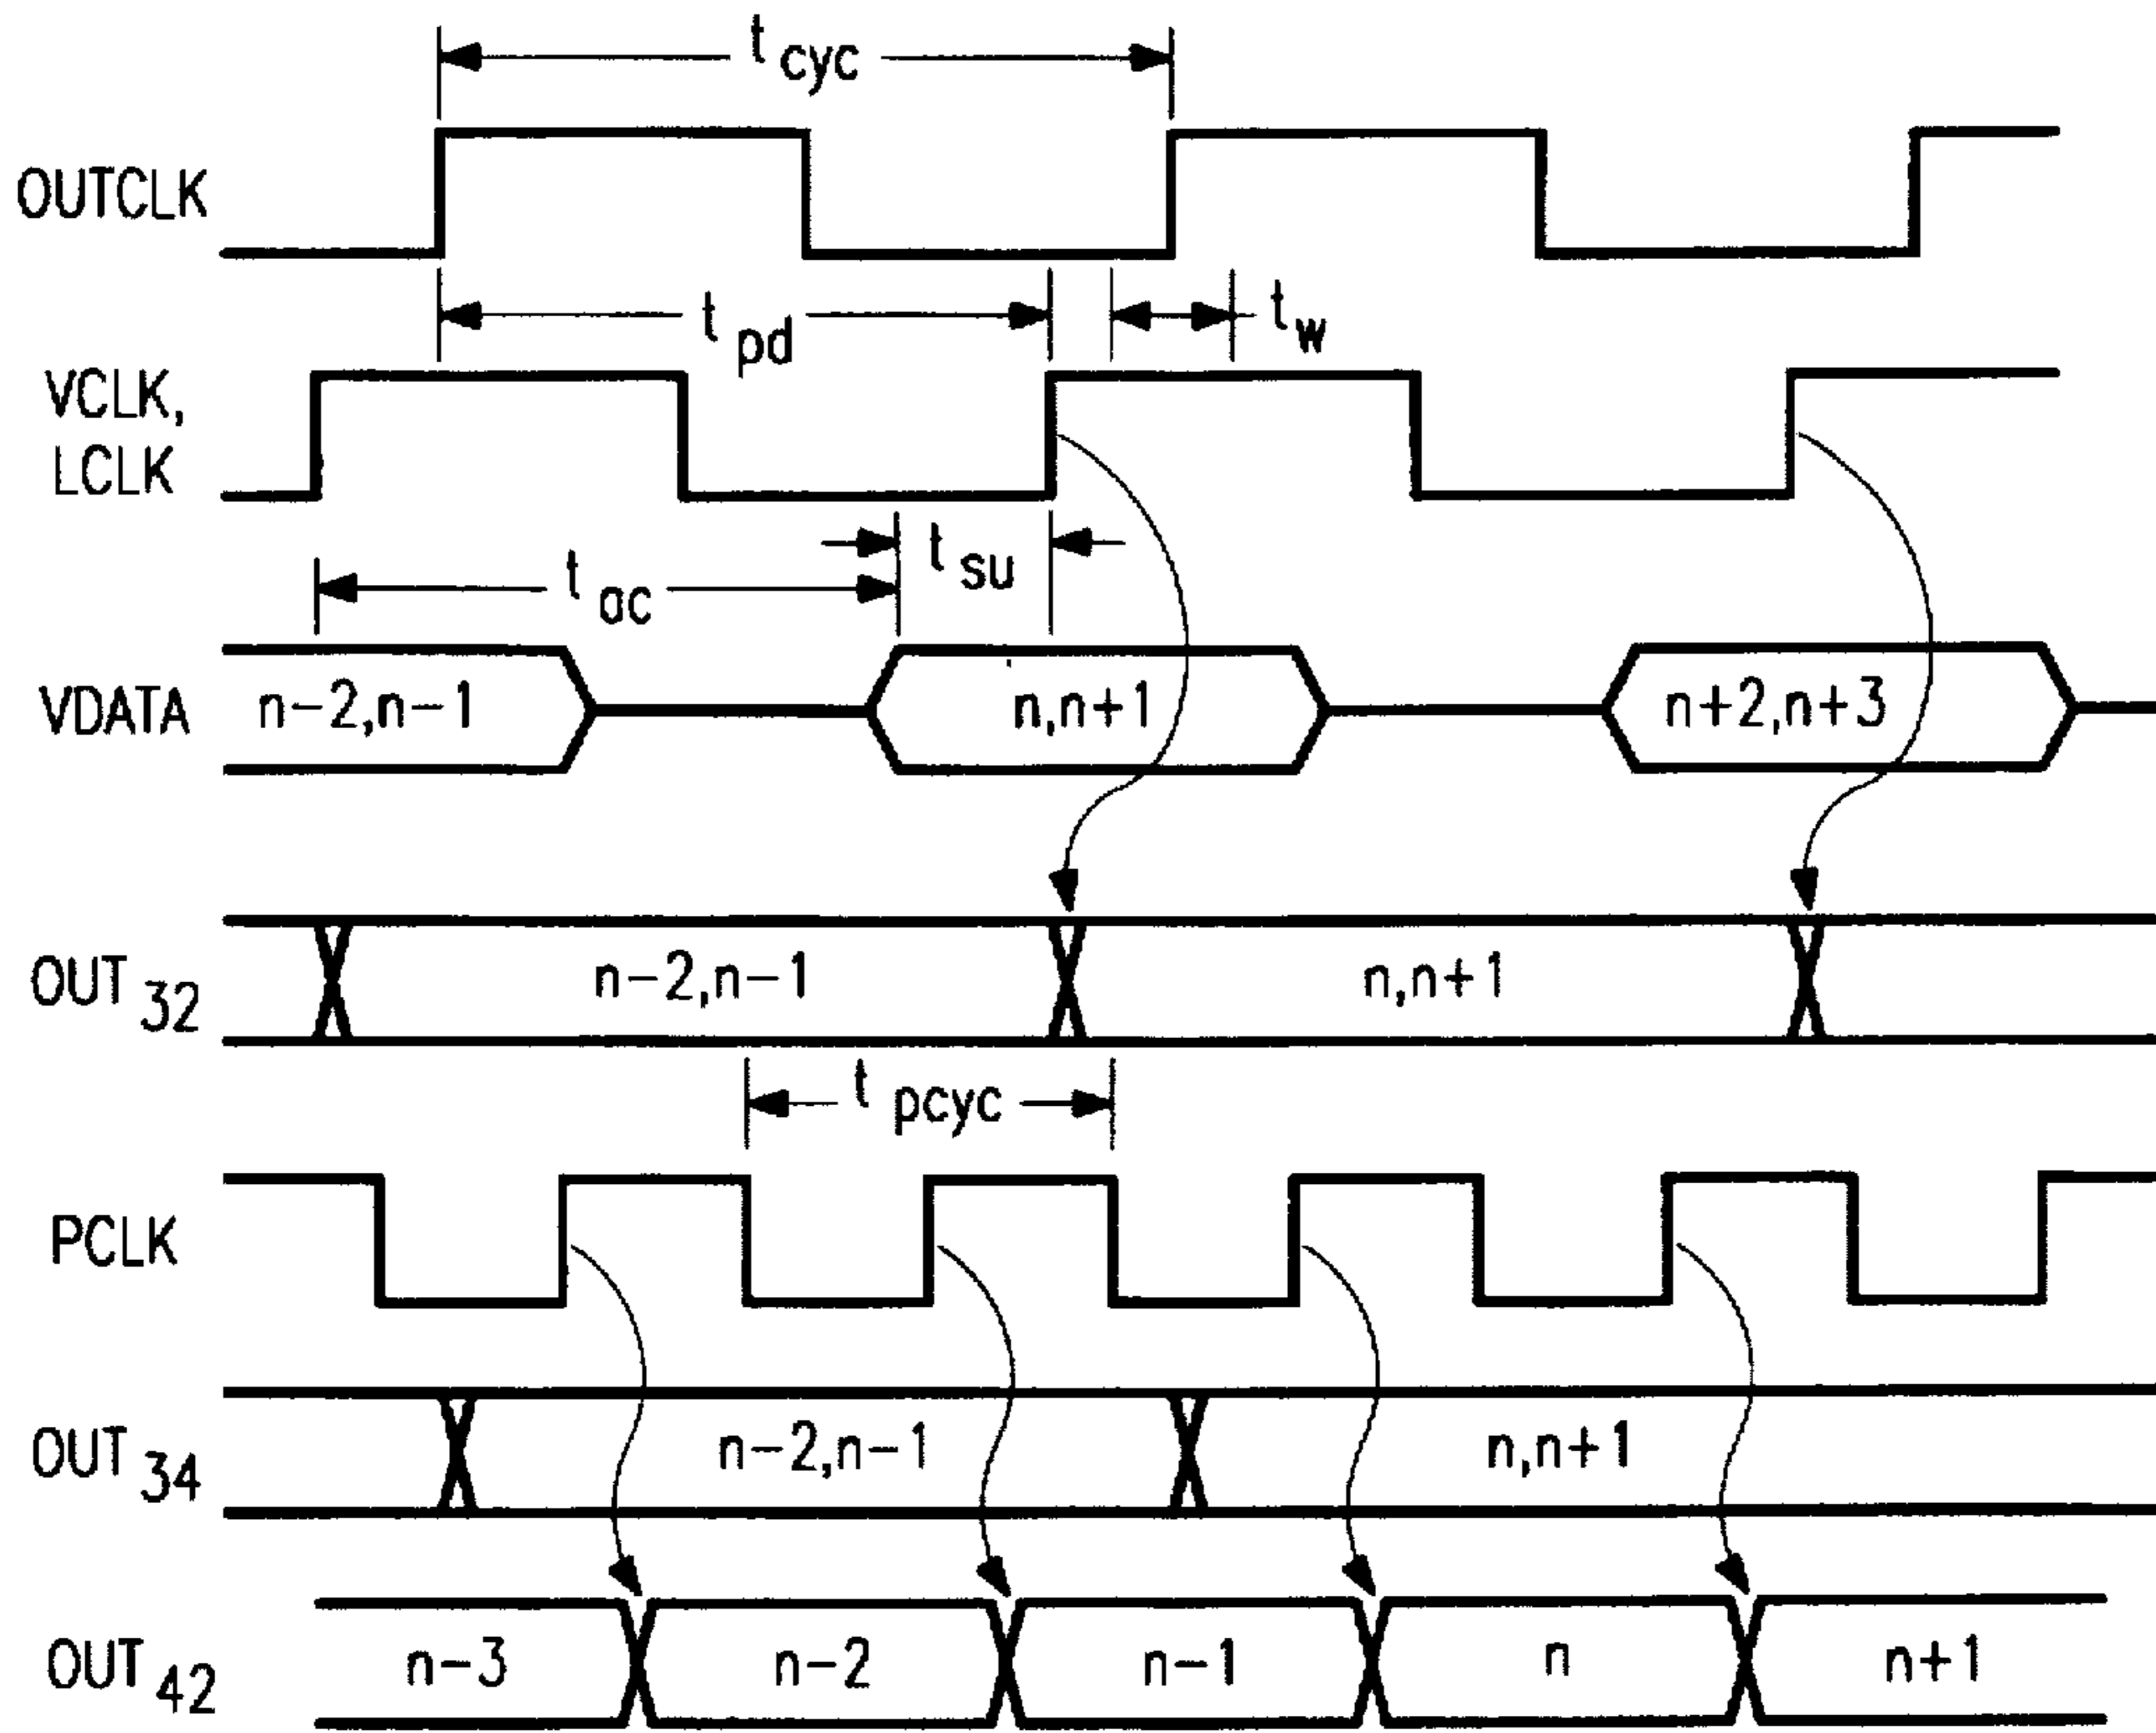 t cyc
OUTCLK
t pd
t w
VCLK,
LCLK
t su
t ac
VDATA
n-2,n-1
n,n+1
n+2,n+3
OUT 32
n-2,n-1
n,n+1
t pcyc
PCLK
OUT 34
n-2,n-1
n,n+1
OUT 42
n-3
n-2
n-1
n
n+1